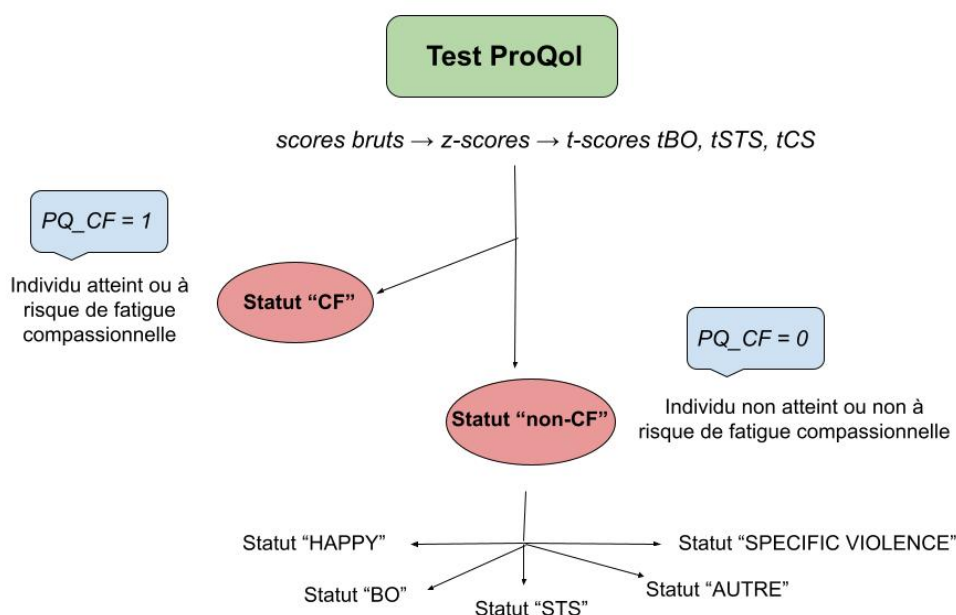 Test ProQol
scores bruts → z-scores → t-scores tBO, tSTS, tCS
PQ_CF = 1
Individu atteint ou à
risque de fatigue
compassionnelle
Statut “CF”
PQ_CF = 0
Statut “non-CF”
Individu non atteint ou non à
risque de fatigue compassionnelle
Statut “HAPPY”
Statut “SPECIFIC VIOLENCE”
Statut “BO”
Statut “STS”
Statut “AUTRE”